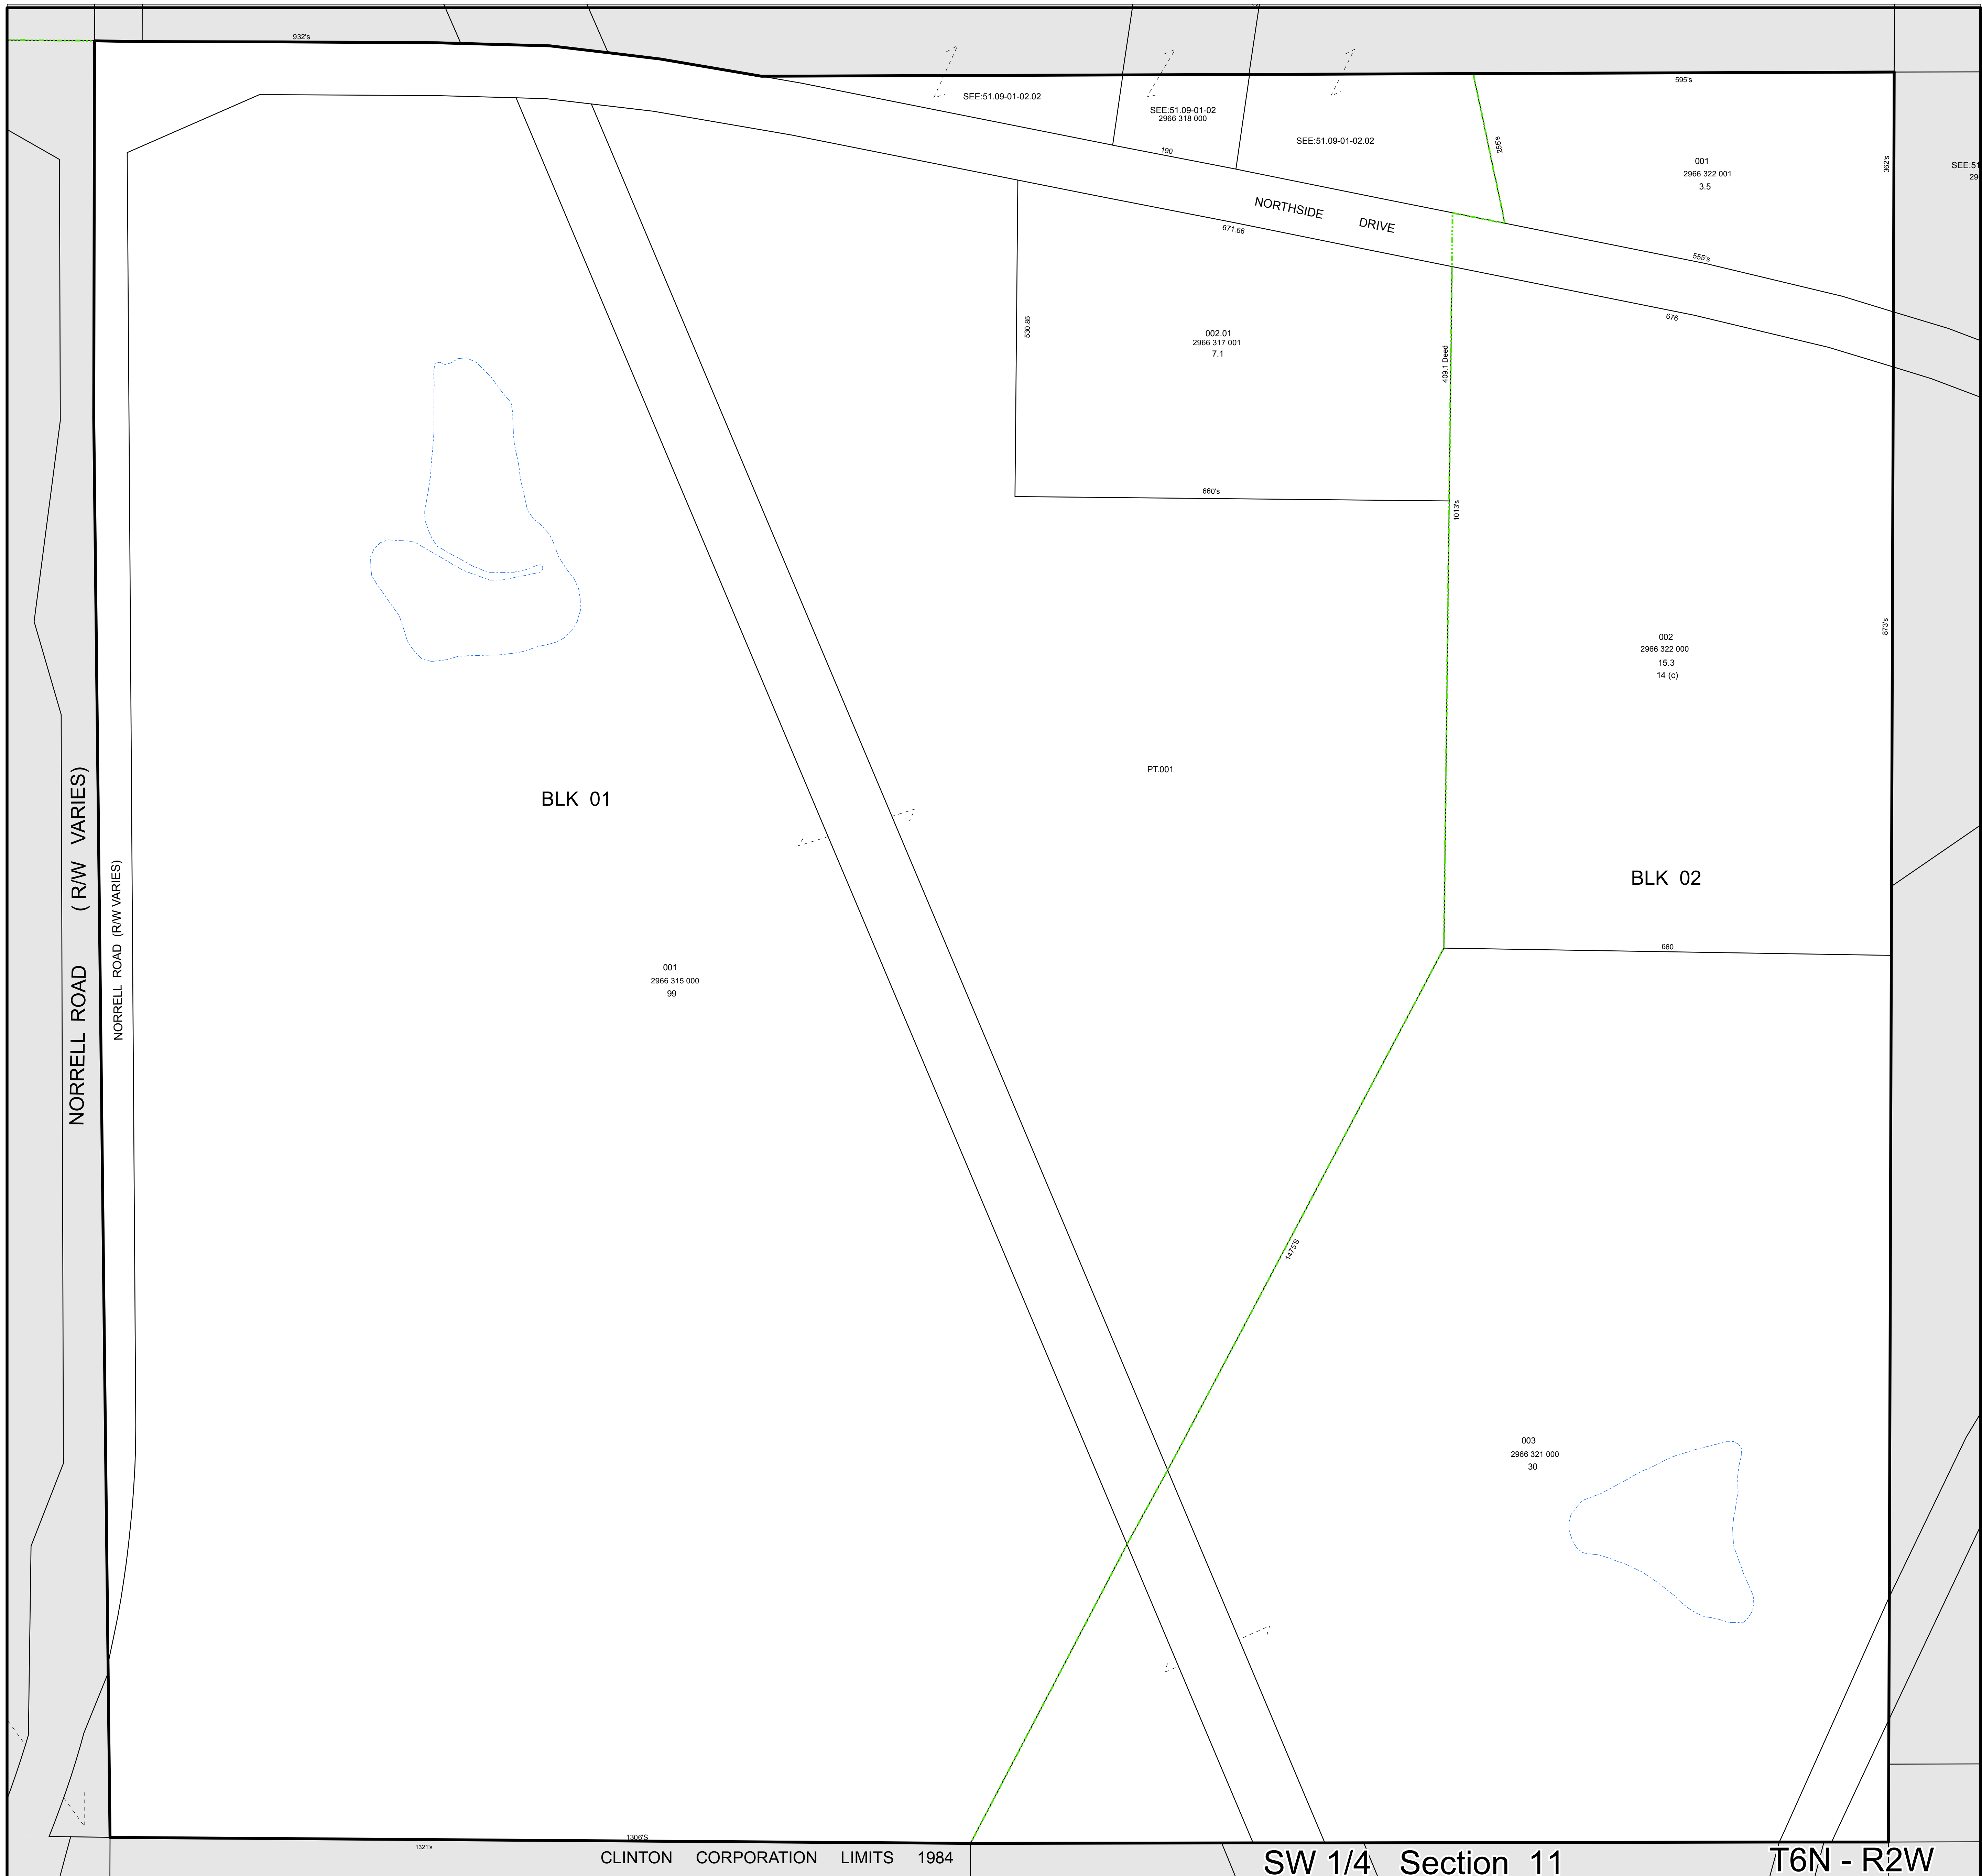 932's
595's
SEE:51.09-01-02.02
SEE:51.09-01-02
2966 318 000
SEE:51.09-01-02.02
190
255's
001
2966 322 001
3.5
362's
SEE:51
29
NORTHSIDE DRIVE
671.66
555's
676
530.85
002.01
2966 317 001
7.1
409.1 Deed
660's
1013's
002
2966 322 000
15.3
14 (c)
873's
PT.001
BLK 01
BLK 02
NORRELL ROAD ( R/W VARIES)
NORRELL ROAD (R/W VARIES)
660
001
2966 315 000
99
1475'S
003
2966 321 000
30
1306'S
1321's
CLINTON CORPORATION LIMITS 1984
SW 1/4 Section 11
T6N - R2W